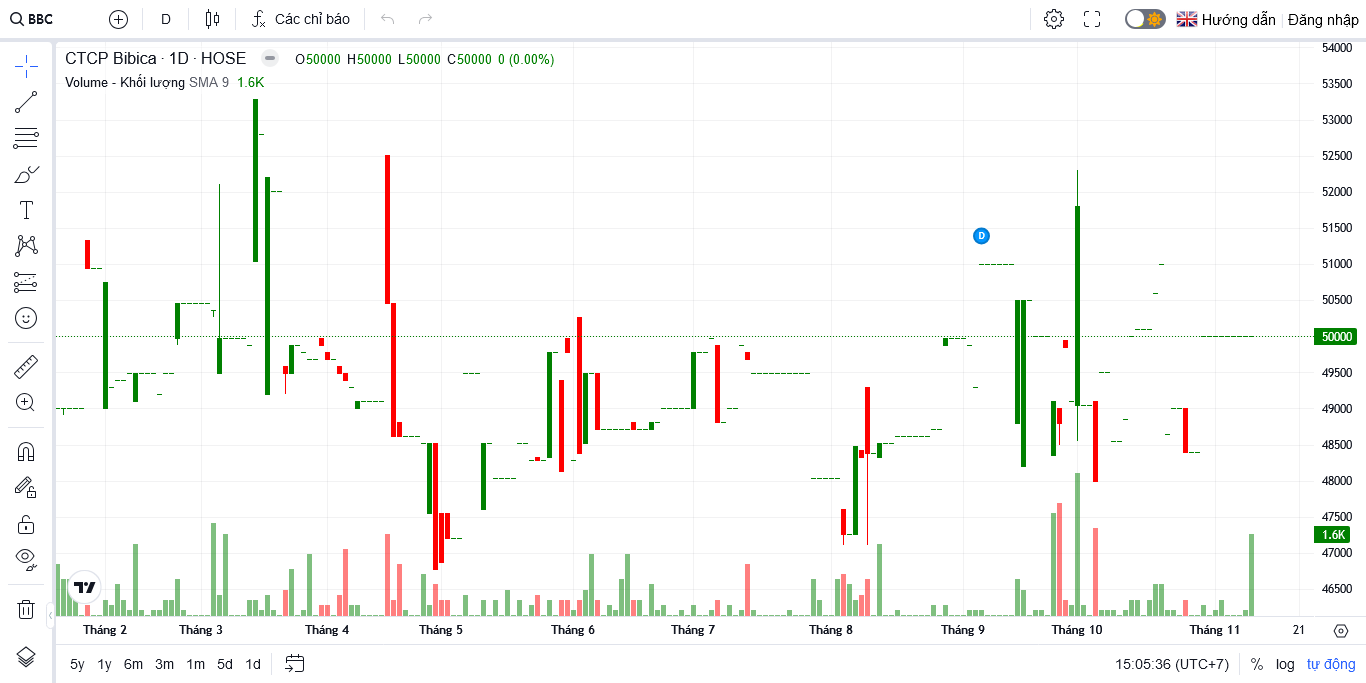 BBC D Các chỉ báo Hướng dẫn Đăng nhập
CTCP Bibica · 1D · HOSE O50000 H50000 L50000 C50000 0 (0.00%)
Volume - Khối lượng SMA 9 1.6K
54000
53500
53000
52500
52000
51500
D
51000
50500
T
50000
49500
49000
48500
48000
47500
1.6K
47000
46500
Tháng 2 Tháng 3 Tháng 4 Tháng 5 Tháng 6 Tháng 7 Tháng 8 Tháng 9 Tháng 10 Tháng 11 21
5y 1y 6m 3m 1m 5d 1d 15:05:36 (UTC+7) % log tự động